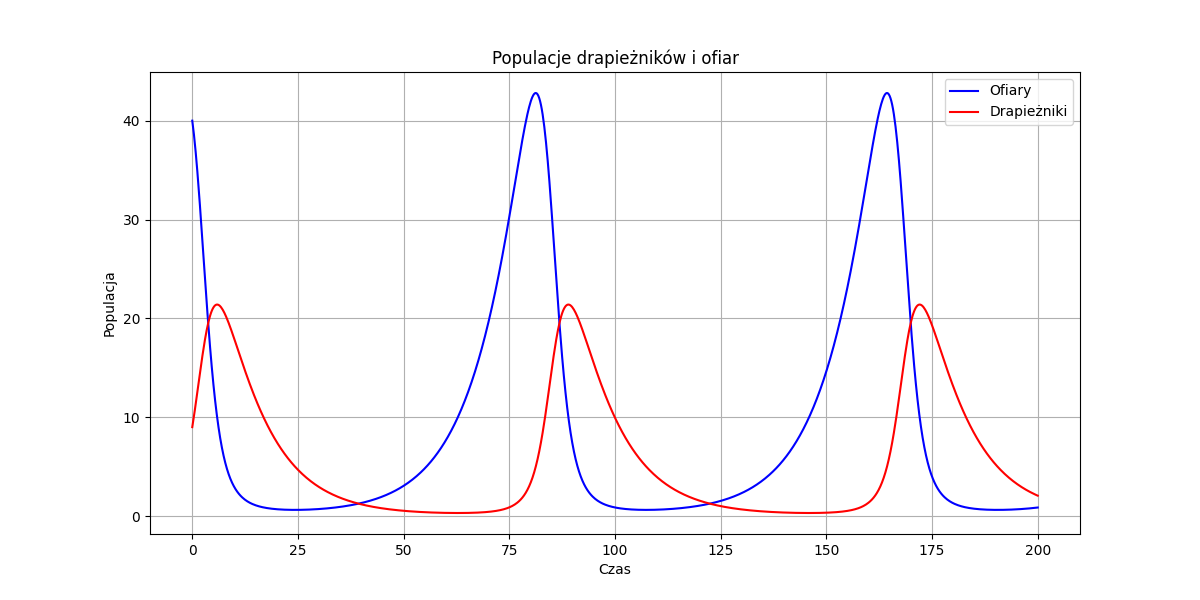 Populacje drapieżników i ofiar
Ofiary
Drapieżniki
Populacja
40
30
20
10
0
0 25 50 75 100 125 150 175 200
Czas